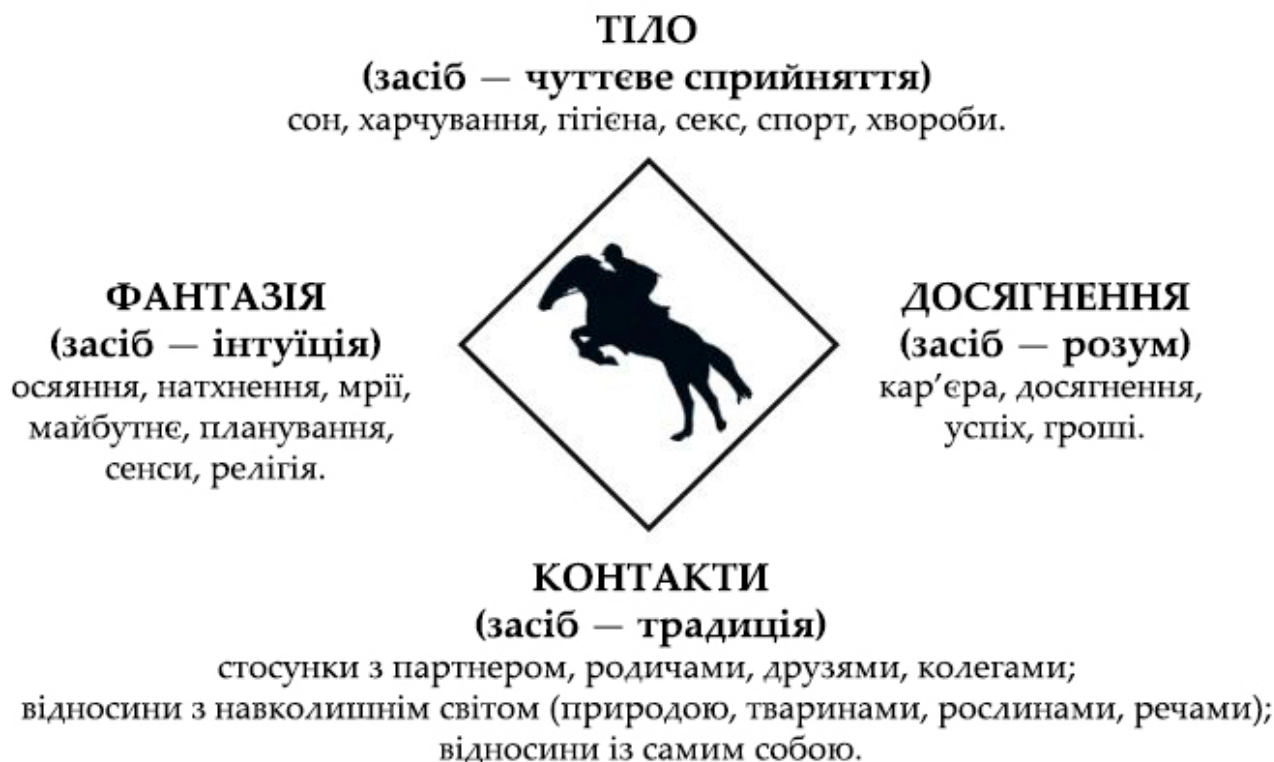 ТІЛО
(засіб — чуттєве сприйняття)
сон, харчування, гігієна, секс, спорт, хвороби.
ФАНТАЗІЯ
(засіб — інтуїція)
осяяння, натхнення, мрії,
майбутнє, планування,
сенси, релігія.
ДОСЯГНЕННЯ
(засіб — розум)
кар’єра, досягнення,
успіх, гроші.
КОНТАКТИ
(засіб — традиція)
стосунки з партнером, родичами, друзями, колегами;
відносини з навколишнім світом (природою, тваринами, рослинами, речами);
відносини із самим собою.